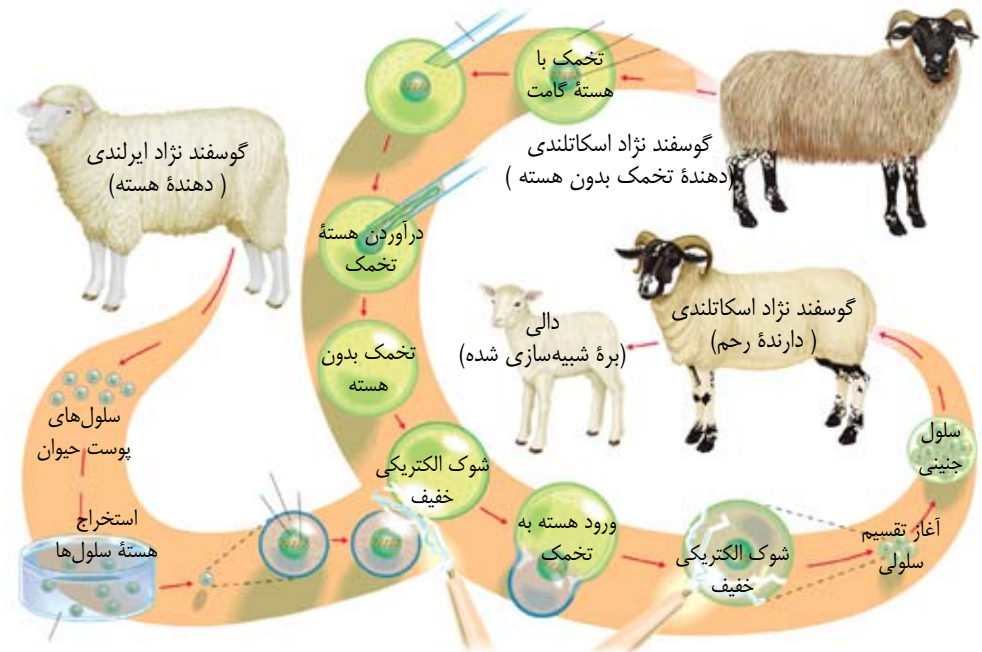 تخمک با
هستهٔ گامت
گوسفند نژاد اسکاتلندی
(دهندهٔ تخمک بدون هسته )
گوسفند نژاد ایرلندی
( دهندهٔ هسته)
درآوردن هستهٔ
تخمک
گوسفند نژاد اسکاتلندی
( دارندهٔ رحم)
دالی
(برهٔ شبیه‌سازی شده)
تخمک بدون
هسته
سلول‌های
پوست حیوان
سلول
جنینی
شوک الکتریکی
خفیف
استخراج
هستهٔ سلول‌ها
ورود هسته به
تخمک
شوک الکتریکی
خفیف
آغاز تقسیم
سلولی